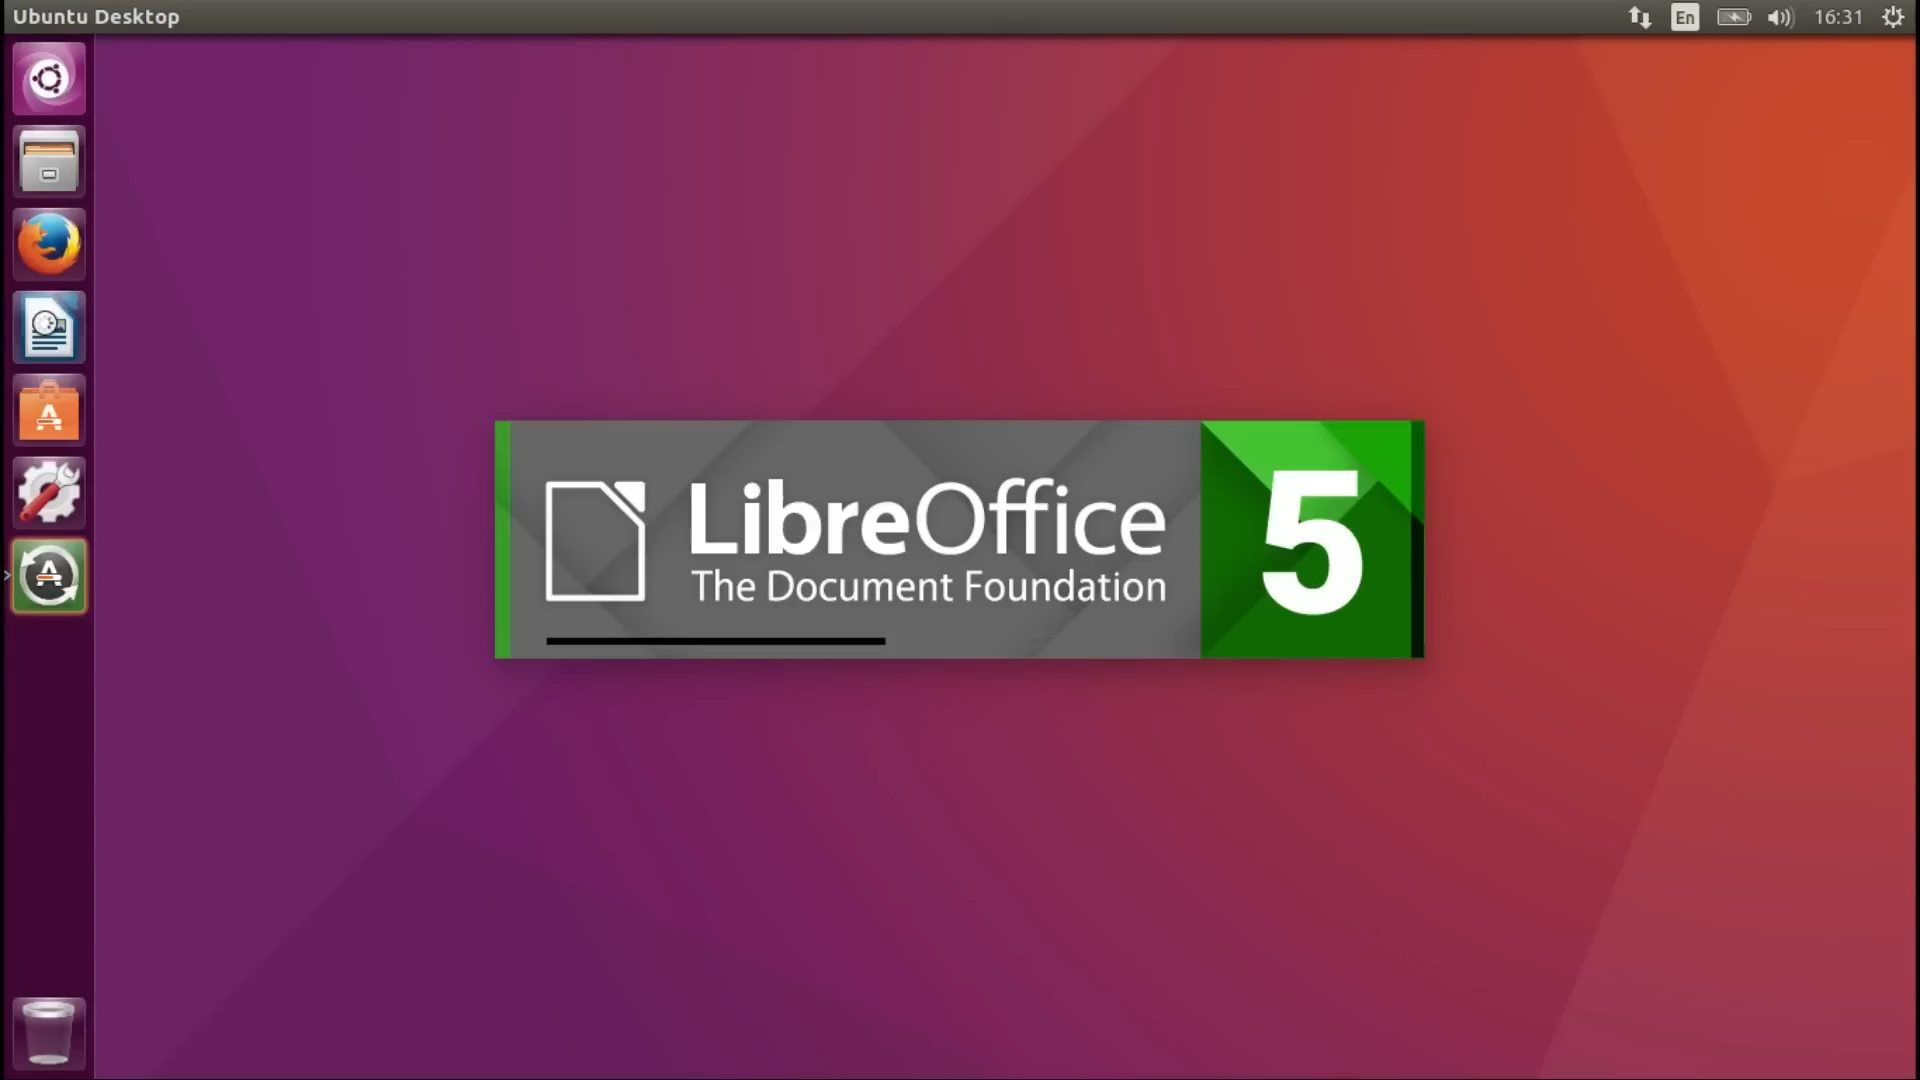 Ubuntu Desktop
En
16:31
LibreOffice
The Document Foundation
5